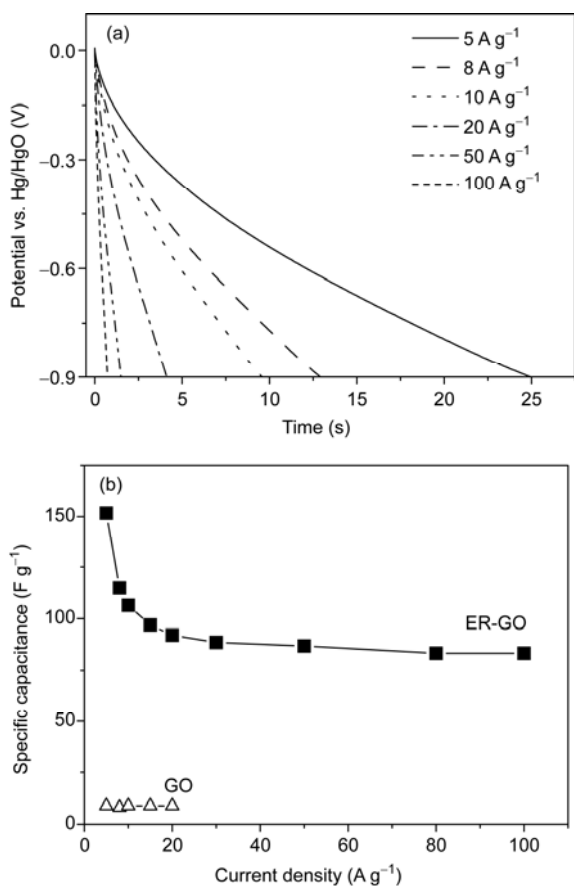 (a)
5 A g⁻¹
8 A g⁻¹
10 A g⁻¹
20 A g⁻¹
50 A g⁻¹
100 A g⁻¹
Potential vs. Hg/HgO (V)
0.0
−0.3
−0.6
−0.9
0 5 10 15 20 25
Time (s)
(b)
Specific capacitance (F g⁻¹)
150
100
50
0
ER-GO
GO
0 20 40 60 80 100
Current density (A g⁻¹)